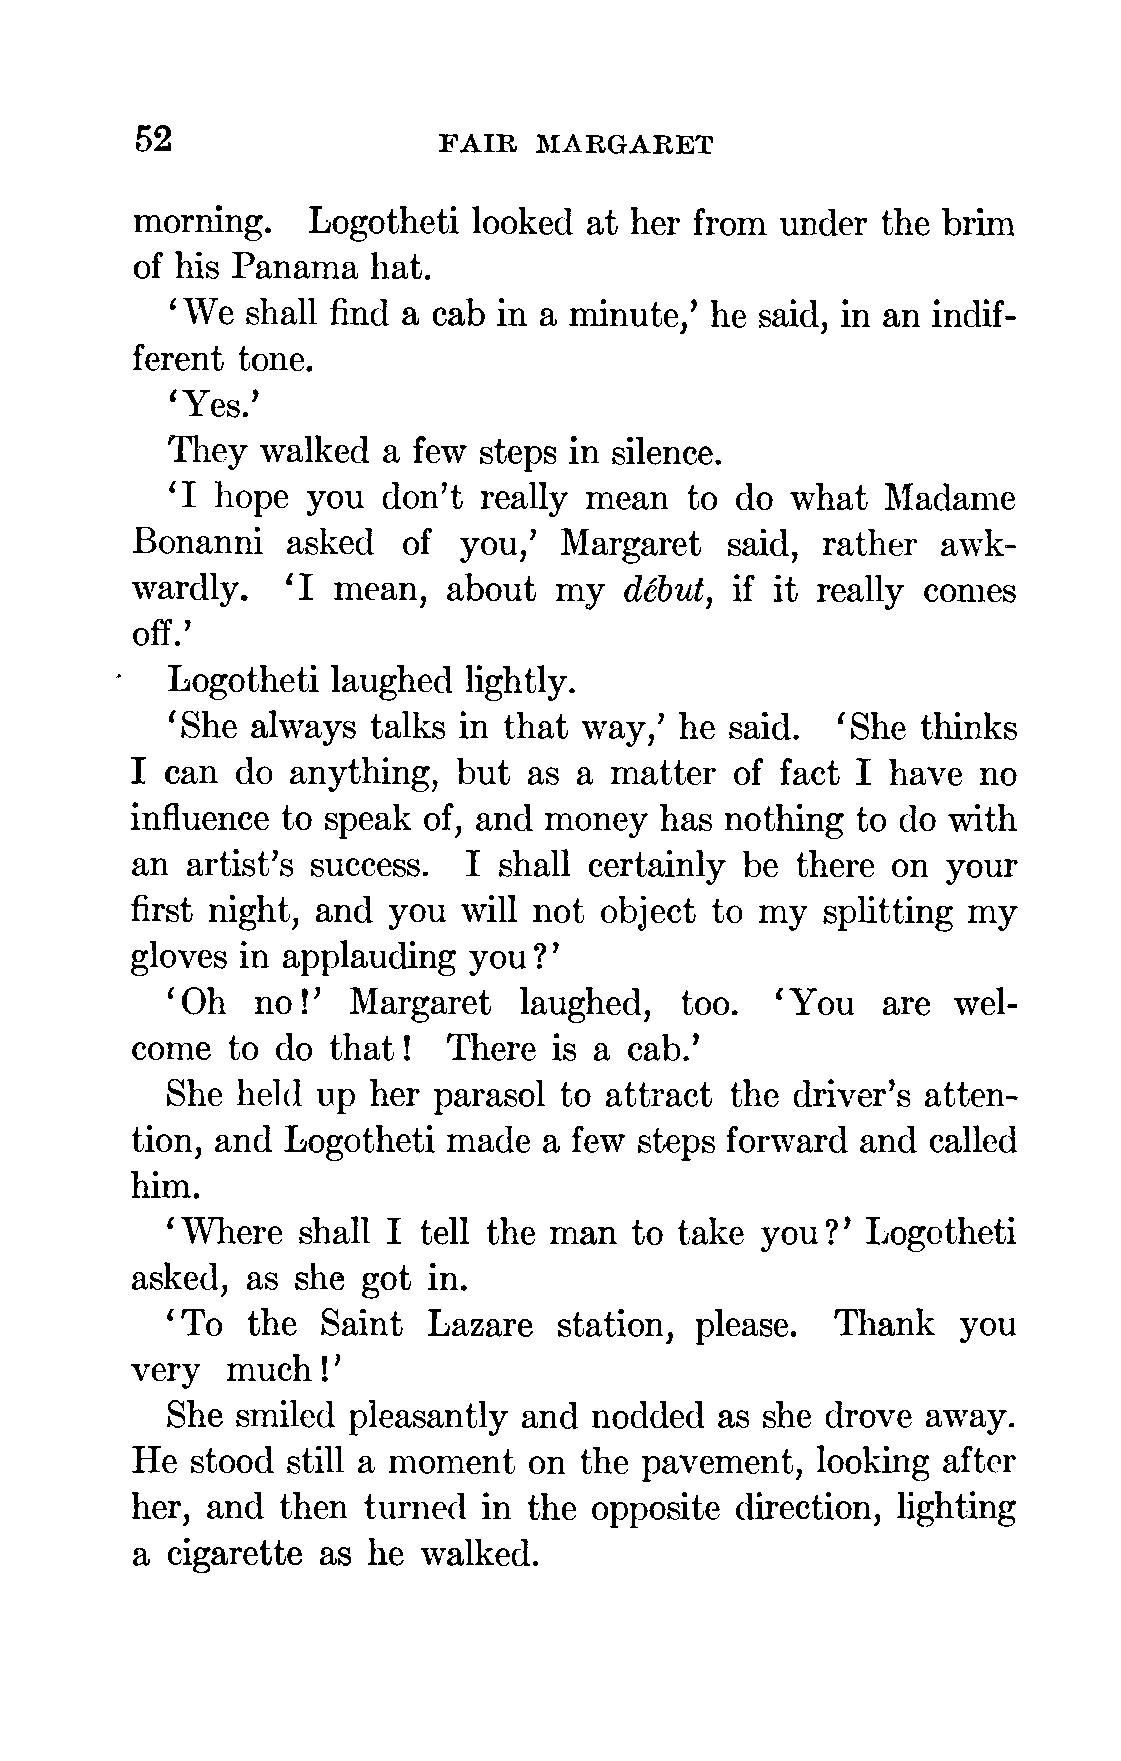 52 FAIR MARGARET
morning. Logotheti looked at her from under the brim
of his Panama hat.
‘We shall find a cab in a minute,’ he said, in an indif-
ferent tone.
‘Yes.’
They walked a few steps in silence.
‘I hope you don’t really mean to do what Madame
Bonanni asked of you,’ Margaret said, rather awk-
wardly. ‘I mean, about my début, if it really comes
off.’
Logotheti laughed lightly.
‘She always talks in that way,’ he said. ‘She thinks
I can do anything, but as a matter of fact I have no
influence to speak of, and money has nothing to do with
an artist’s success. I shall certainly be there on your
first night, and you will not object to my splitting my
gloves in applauding you?’
‘Oh no!’ Margaret laughed, too. ‘You are wel-
come to do that! There is a cab.’
She held up her parasol to attract the driver’s atten-
tion, and Logotheti made a few steps forward and called
him.
‘Where shall I tell the man to take you?’ Logotheti
asked, as she got in.
‘To the Saint Lazare station, please. Thank you
very much!’
She smiled pleasantly and nodded as she drove away.
He stood still a moment on the pavement, looking after
her, and then turned in the opposite direction, lighting
a cigarette as he walked.